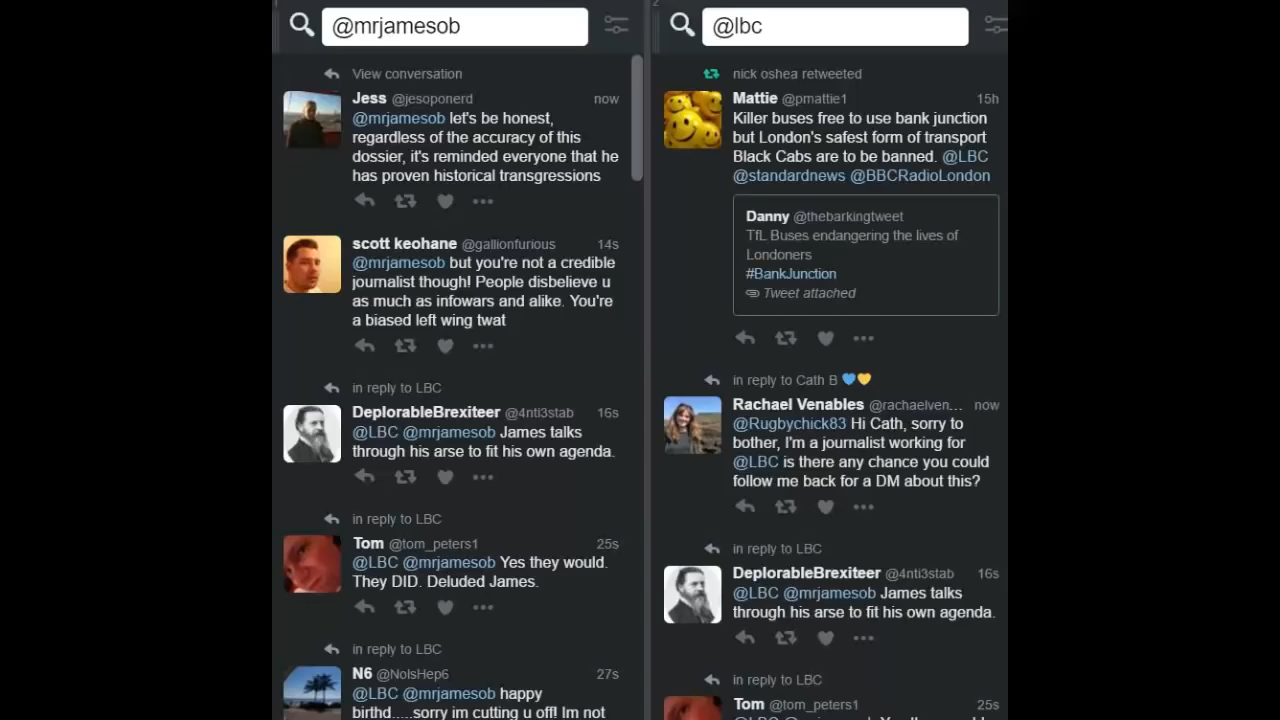 @mrjamesob
View conversation
Jess @jesoponerd now
@mrjamesob let's be honest,
regardless of the accuracy of this
dossier, it's reminded everyone that he
has proven historical transgressions
scott keohane @gallionfurious 14s
@mrjamesob but you're not a credible
journalist though! People disbelieve u
as much as infowars and alike. You're
a biased left wing twat
in reply to LBC
DeplorableBrexiteer @4nti3stab 16s
@LBC @mrjamesob James talks
through his arse to fit his own agenda.
in reply to LBC
Tom @tom_peters1 25s
@LBC @mrjamesob Yes they would.
They DID. Deluded James.
in reply to LBC
N6 @NoIsHep6 27s
@LBC @mrjamesob happy
birthd.....sorry im cutting u off! Im not
2
@lbc
nick oshea retweeted
Mattie @pmattie1 15h
Killer buses free to use bank junction
but London's safest form of transport
Black Cabs are to be banned. @LBC
@standardnews @BBCRadioLondon
Danny @thebarkingtweet
TfL Buses endangering the lives of
Londoners
#BankJunction
Tweet attached
in reply to Cath B 💙💛
Rachael Venables @rachaelven... now
@Rugbychick83 Hi Cath, sorry to
bother, I'm a journalist working for
@LBC is there any chance you could
follow me back for a DM about this?
in reply to LBC
DeplorableBrexiteer @4nti3stab 16s
@LBC @mrjamesob James talks
through his arse to fit his own agenda.
in reply to LBC
Tom @tom_peters1 25s